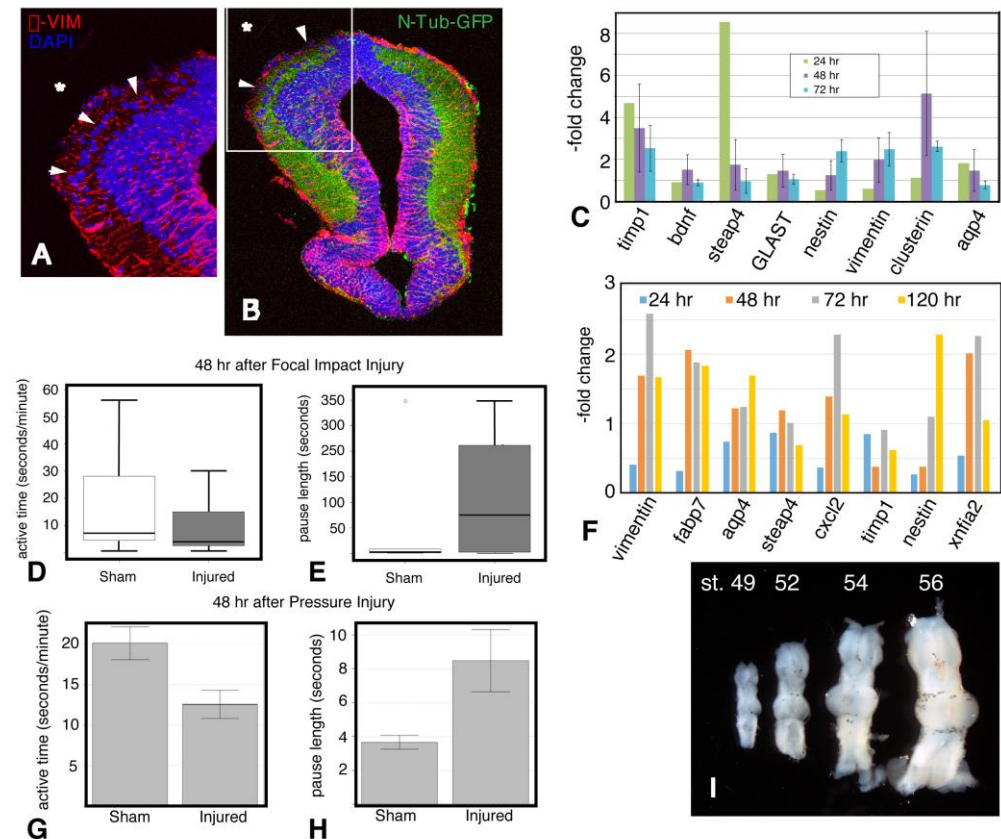 ▯-VIM
DAPI
*
A
*
N-Tub-GFP
B
-fold change
8
6
4
2
1
0
24 hr
48 hr
72 hr
timp1
bdnf
steap4
GLAST
nestin
vimentin
clusterin
aqp4
C
48 hr after Focal Impact Injury
active time (seconds/minute)
60
50
40
30
20
10
Sham
Injured
D
pause length (seconds)
350
250
150
50
Sham
Injured
E
-fold change
3
2
1
0
24 hr
48 hr
72 hr
120 hr
vimentin
fabp7
aqp4
steap4
cxcl2
timp1
nestin
xnfia2
F
48 hr after Pressure Injury
active time (seconds/minute)
20
15
10
5
Sham
Injured
G
pause length (seconds)
10
8
6
4
2
Sham
Injured
H
st. 49 52 54 56
I